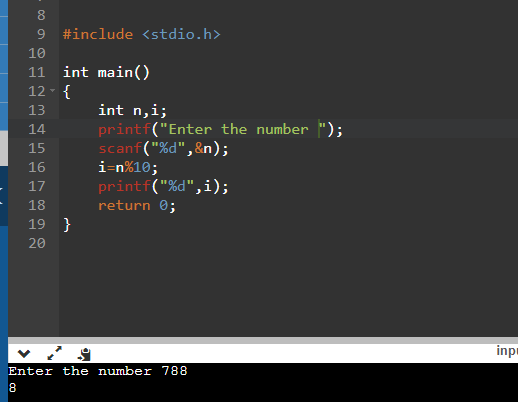 8
9 #include <stdio.h>
10
11 int main()
12 {
13     int n,i;
14     printf("Enter the number ");
15     scanf("%d",&n);
16     i=n%10;
17     printf("%d",i);
18     return 0;
19 }
20
inp
Enter the number 788
8